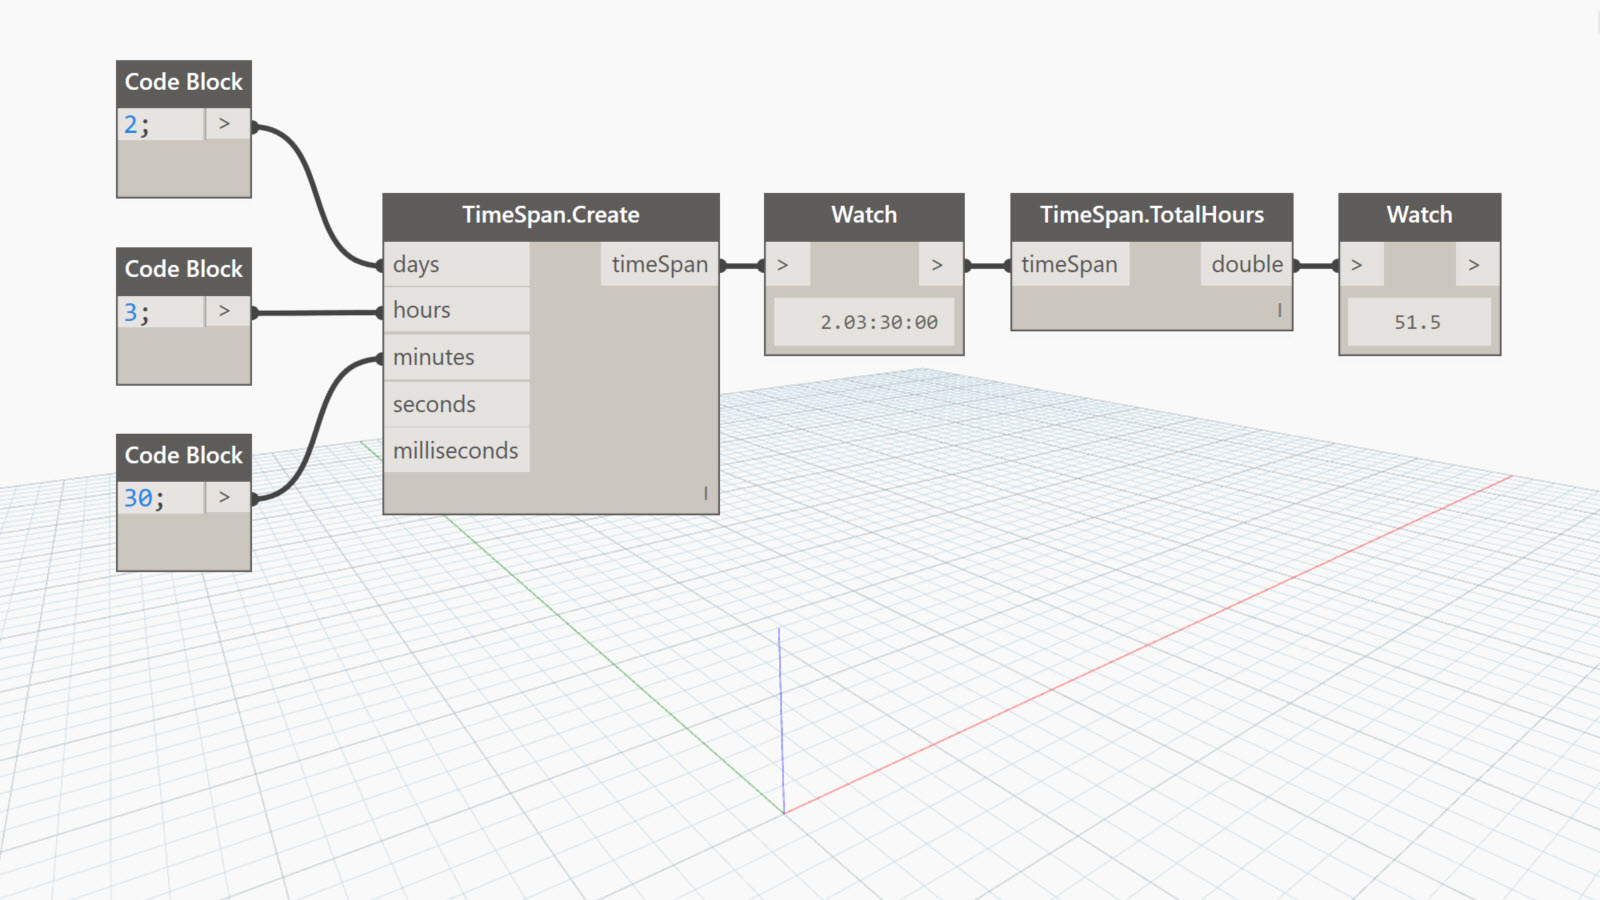 Code Block
2; >
Code Block
3; >
Code Block
30; >
TimeSpan.Create
days timeSpan
hours
minutes
seconds
milliseconds
l
Watch
> >
2.03:30:00
TimeSpan.TotalHours
timeSpan double
l
Watch
> >
51.5